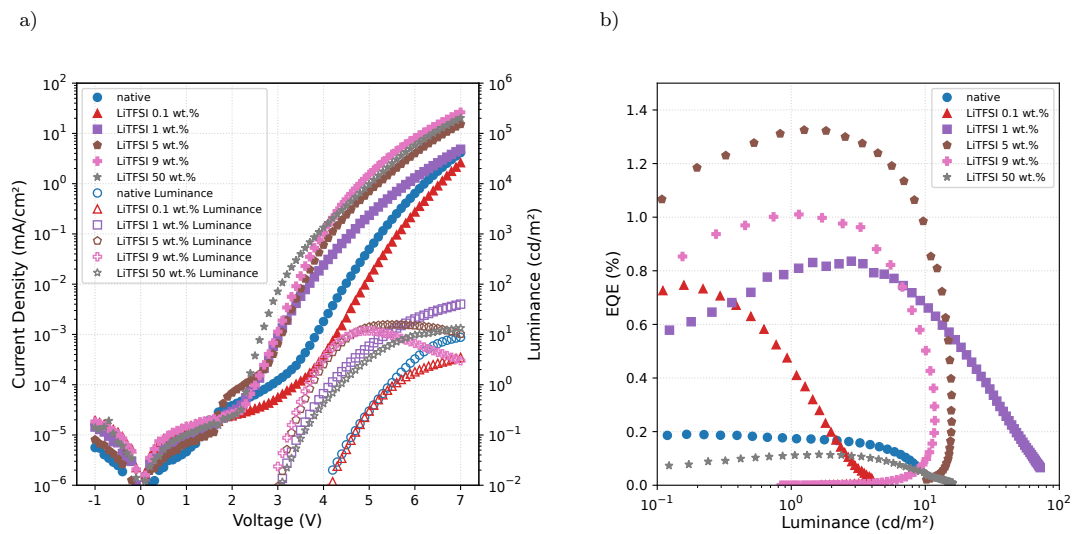 a)
b)
10² 10¹ 10⁰ 10⁻¹ 10⁻² 10⁻³ 10⁻⁴ 10⁻⁵ 10⁻⁶
Current Density (mA/cm²)
native
LiTFSI 0.1 wt.%
LiTFSI 1 wt.%
LiTFSI 5 wt.%
LiTFSI 9 wt.%
LiTFSI 50 wt.%
native Luminance
LiTFSI 0.1 wt.% Luminance
LiTFSI 1 wt.% Luminance
LiTFSI 5 wt.% Luminance
LiTFSI 9 wt.% Luminance
LiTFSI 50 wt.% Luminance
10⁶ 10⁵ 10⁴ 10³ 10² 10¹ 10⁰ 10⁻¹ 10⁻²
Luminance (cd/m²)
-1 0 1 2 3 4 5 6 7
Voltage (V)
1.4 1.2 1.0 0.8 0.6 0.4 0.2 0.0
EQE (%)
native
LiTFSI 0.1 wt.%
LiTFSI 1 wt.%
LiTFSI 5 wt.%
LiTFSI 9 wt.%
LiTFSI 50 wt.%
10⁻¹ 10⁰ 10¹ 10²
Luminance (cd/m²)